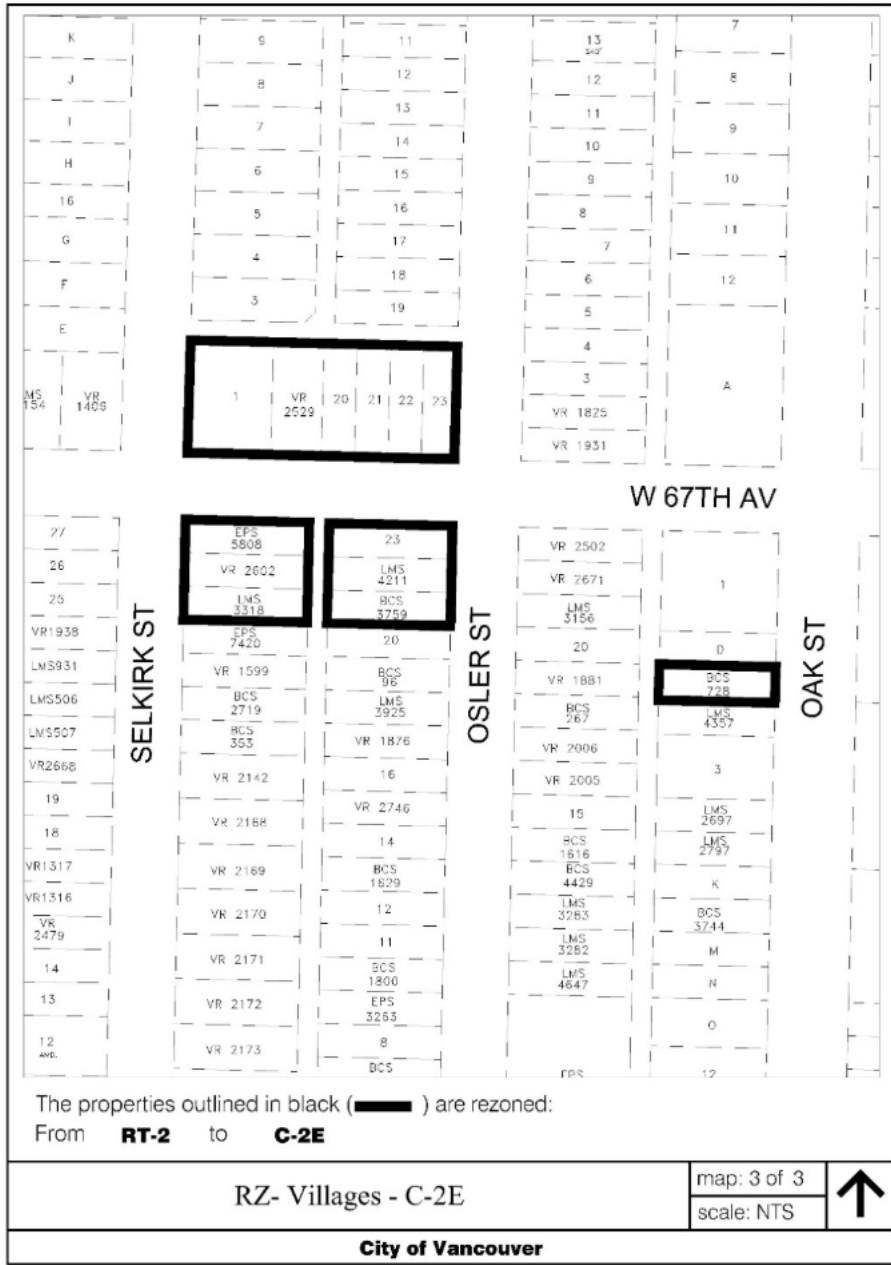 K
J
I
H
16
G
F
E
MS
154
VR
1409
9
8
7
6
5
4
3
11
12
13
14
15
16
17
18
19
13
12
11
10
9
8
7
6
5
4
3
VR 1825
VR 1931
7
8
9
10
11
12
A
1
VR
2529
20
21
22
23
W 67TH AV
27
26
25
VR1938
LMS931
LMS506
LMS507
VR2668
19
18
VR1317
VR1316
VR
2479
14
13
12
AMD.
SELKIRK ST
EPS
5808
VR 2602
LMS
3318
EPS
7420
VR 1599
BCS
2719
BCS
353
VR 2142
VR 2168
VR 2169
VR 2170
VR 2171
VR 2172
VR 2173
23
LMS
4211
BCS
3759
20
BCS
96
LMS
3925
VR 1876
16
VR 2746
14
BCS
1629
12
11
BCS
1800
EPS
3263
8
BCS
OSLER ST
VR 2502
VR 2671
LMS
3156
20
VR 1881
BCS
267
VR 2006
VR 2005
15
BCS
1616
BCS
4429
LMS
3263
LMS
3282
LMS
4647
EPS
1
D
BCS
728
LMS
4357
3
LMS
2697
LMS
2797
K
BCS
3744
M
N
O
12
OAK ST
The properties outlined in black ( ) are rezoned:
From RT-2 to C-2E
RZ- Villages - C-2E
map: 3 of 3
scale: NTS
City of Vancouver